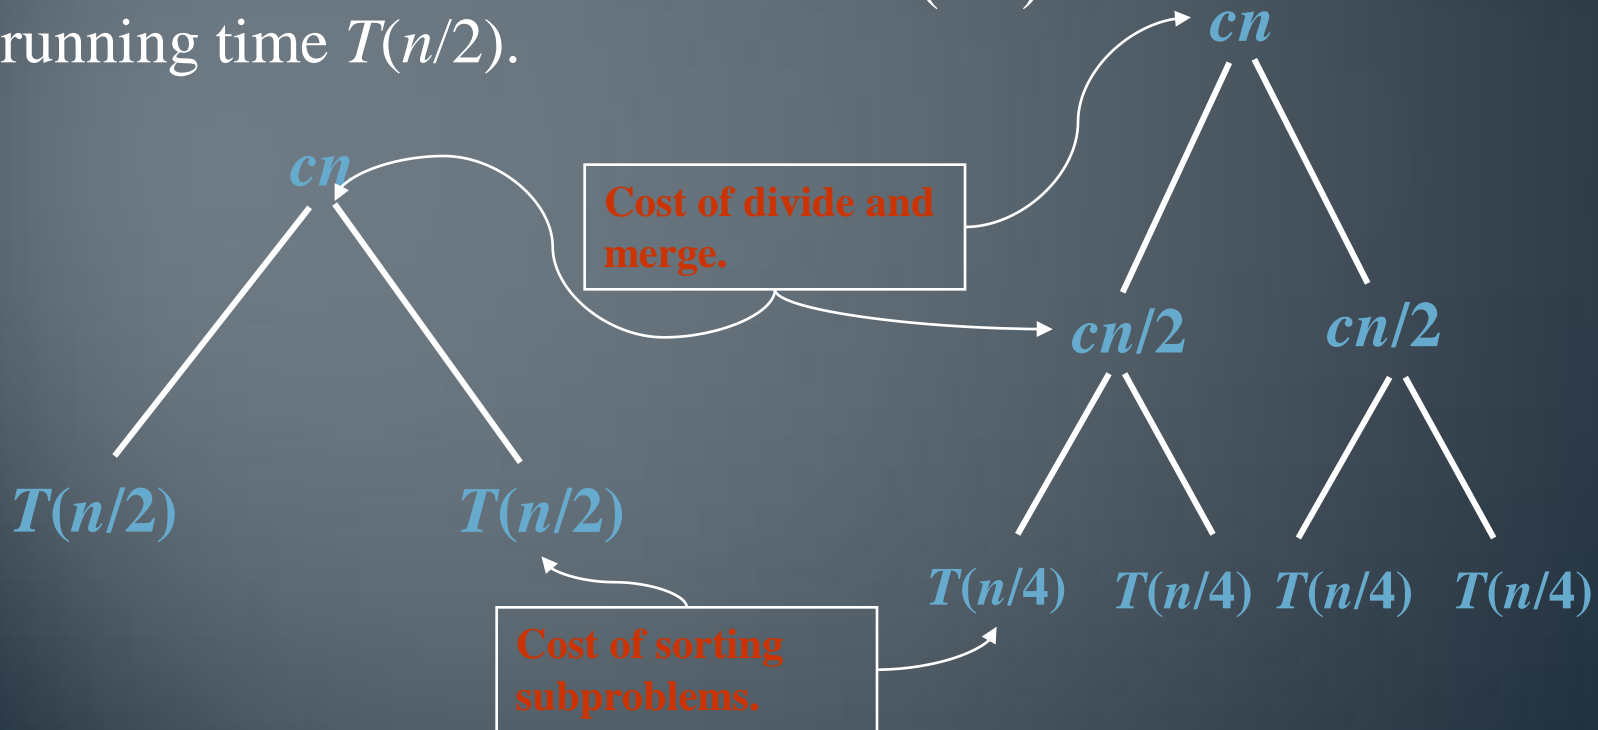 running time T(n/2).
cn
cn
Cost of divide and
merge.
cn/2
cn/2
T(n/2)
T(n/2)
T(n/4)
T(n/4)
T(n/4)
T(n/4)
Cost of sorting
subproblems.